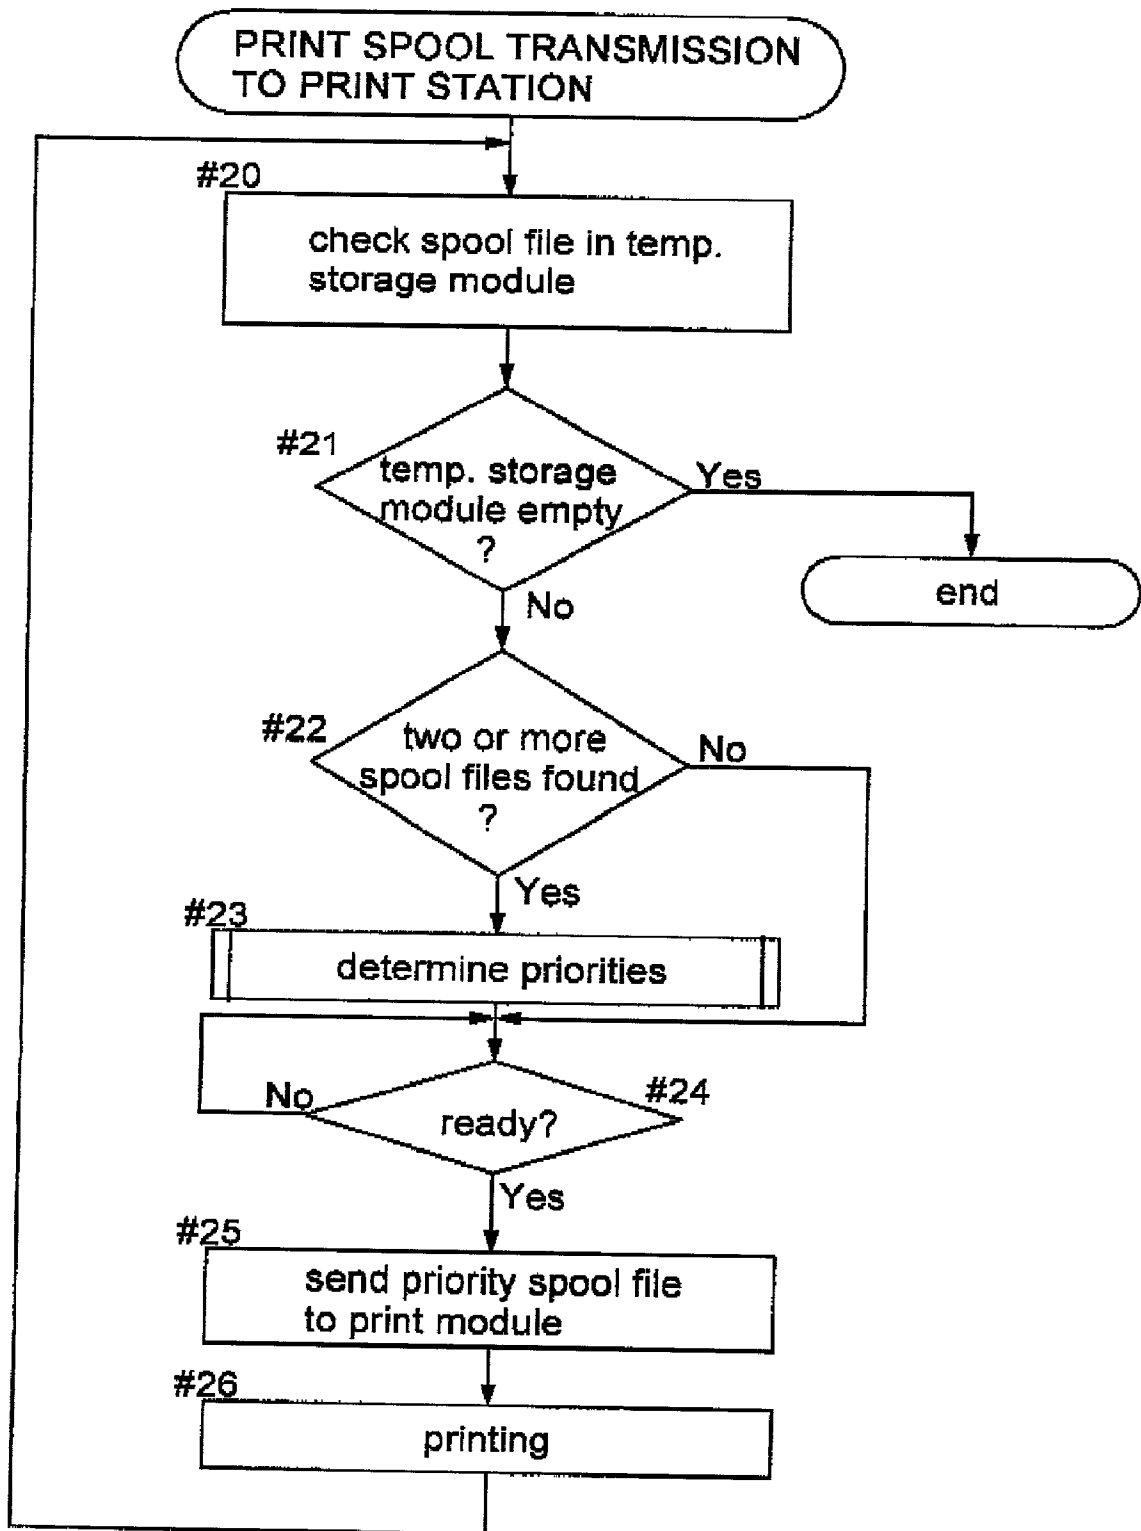 PRINT SPOOL TRANSMISSION
TO PRINT STATION
#20
check spool file in temp.
storage module
#21
temp. storage
module empty
?
Yes
end
No
#22
two or more
spool files found
?
No
Yes
#23
determine priorities
No
#24
ready?
Yes
#25
send priority spool file
to print module
#26
printing